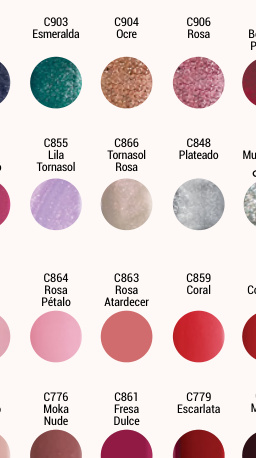 C903
Esmeralda
C904
Ocre
C906
Rosa
C855
Lila
Tornasol
C866
Tornasol
Rosa
C848
Plateado
C864
Rosa
Pétalo
C863
Rosa
Atardecer
C859
Coral
C776
Moka
Nude
C861
Fresa
Dulce
C779
Escarlata